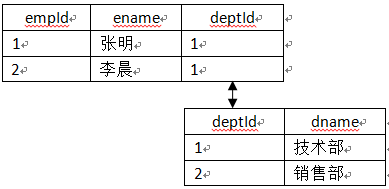 empId ename deptId
1 张明 1
2 李晨 1
deptId dname
1 技术部
2 销售部